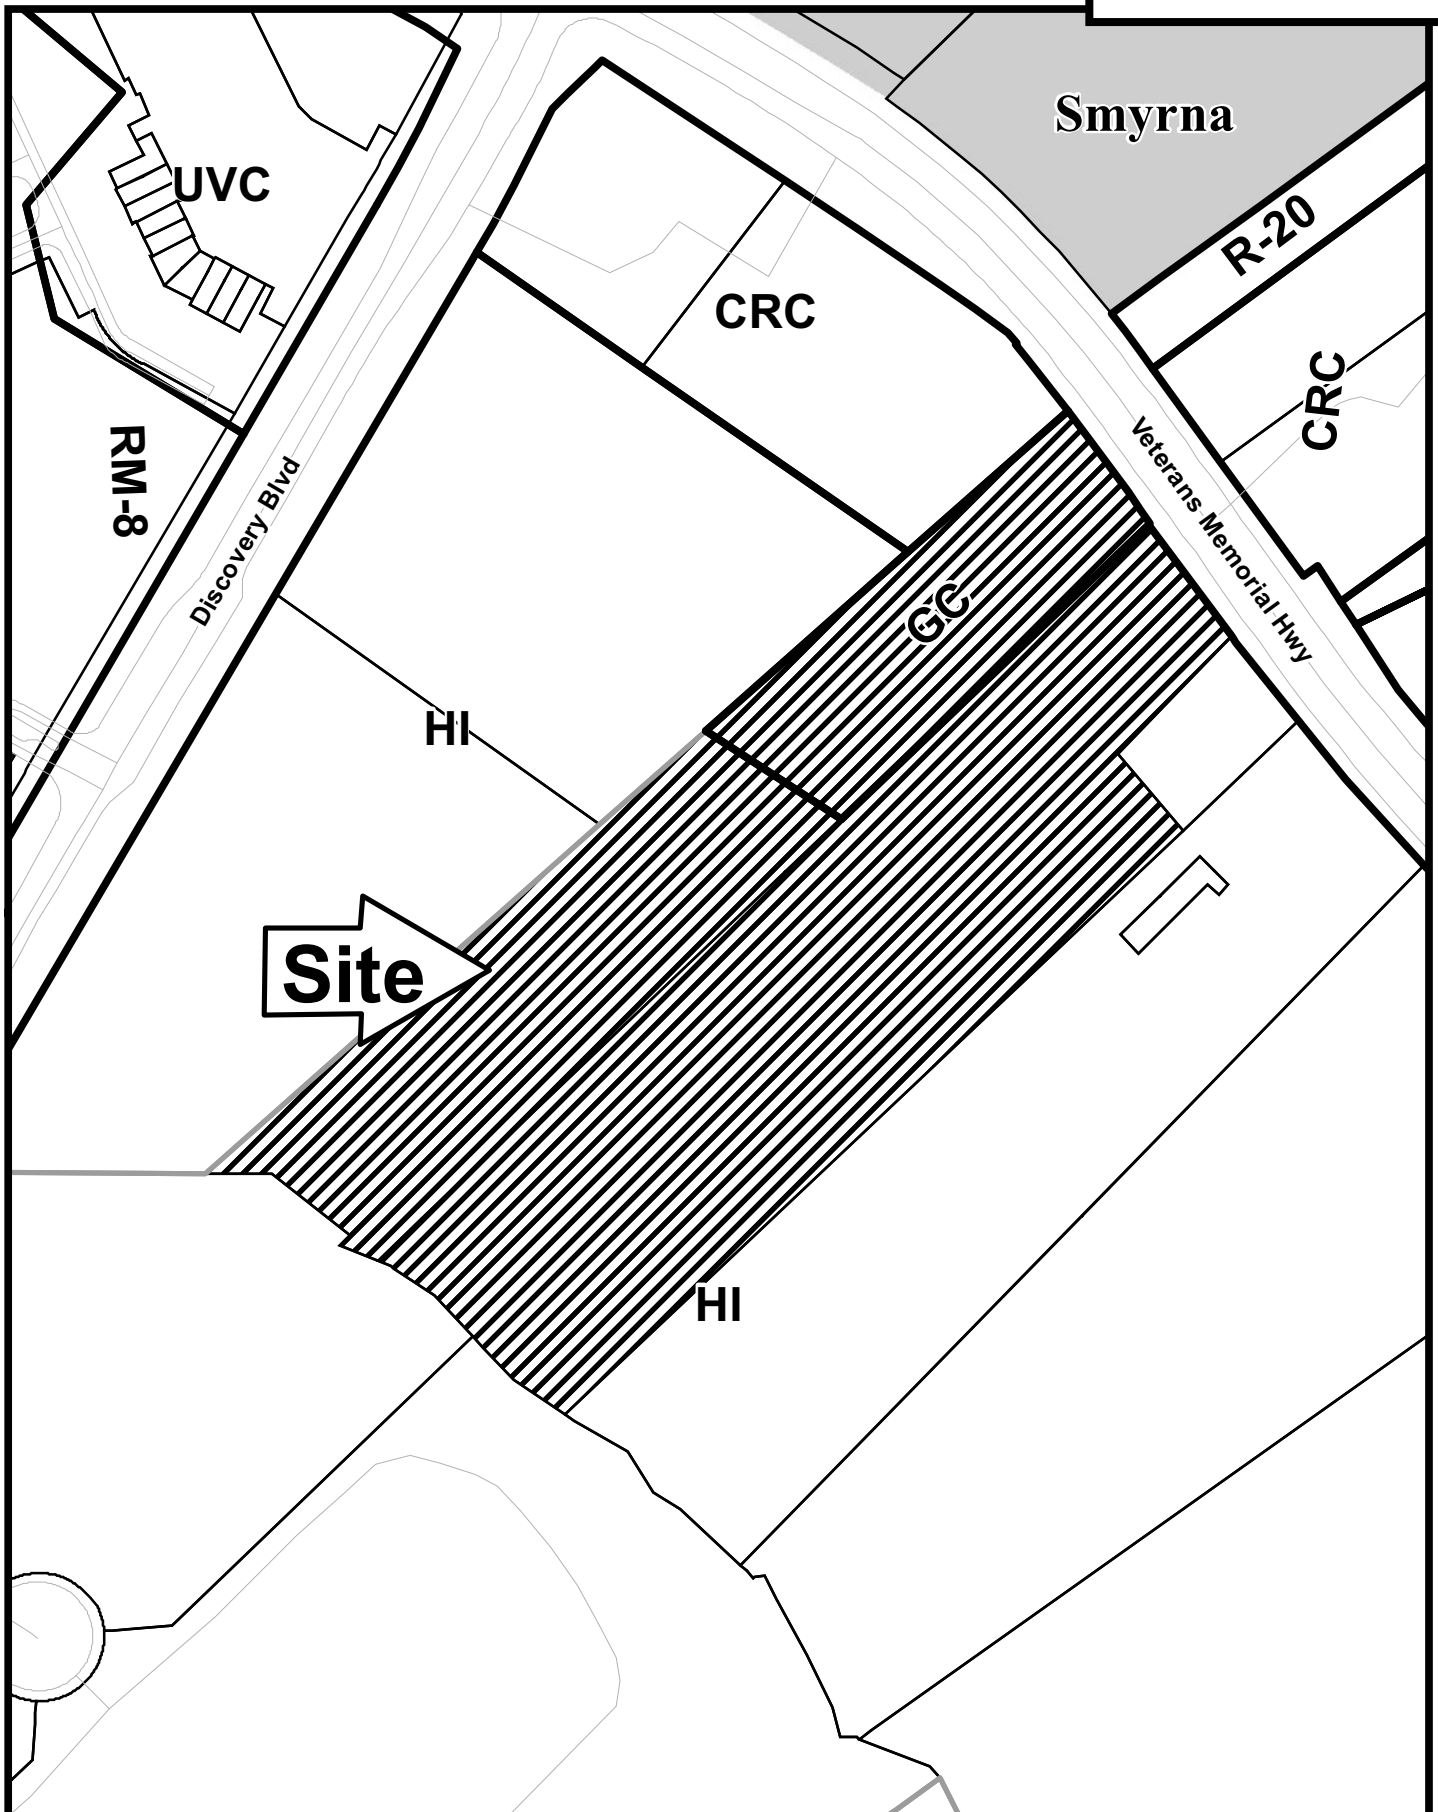 Smyrna
UVC
R-20
CRC
CRC
RM-8
Discovery Blvd
Veterans Memorial Hwy
GC
HI
Site
HI